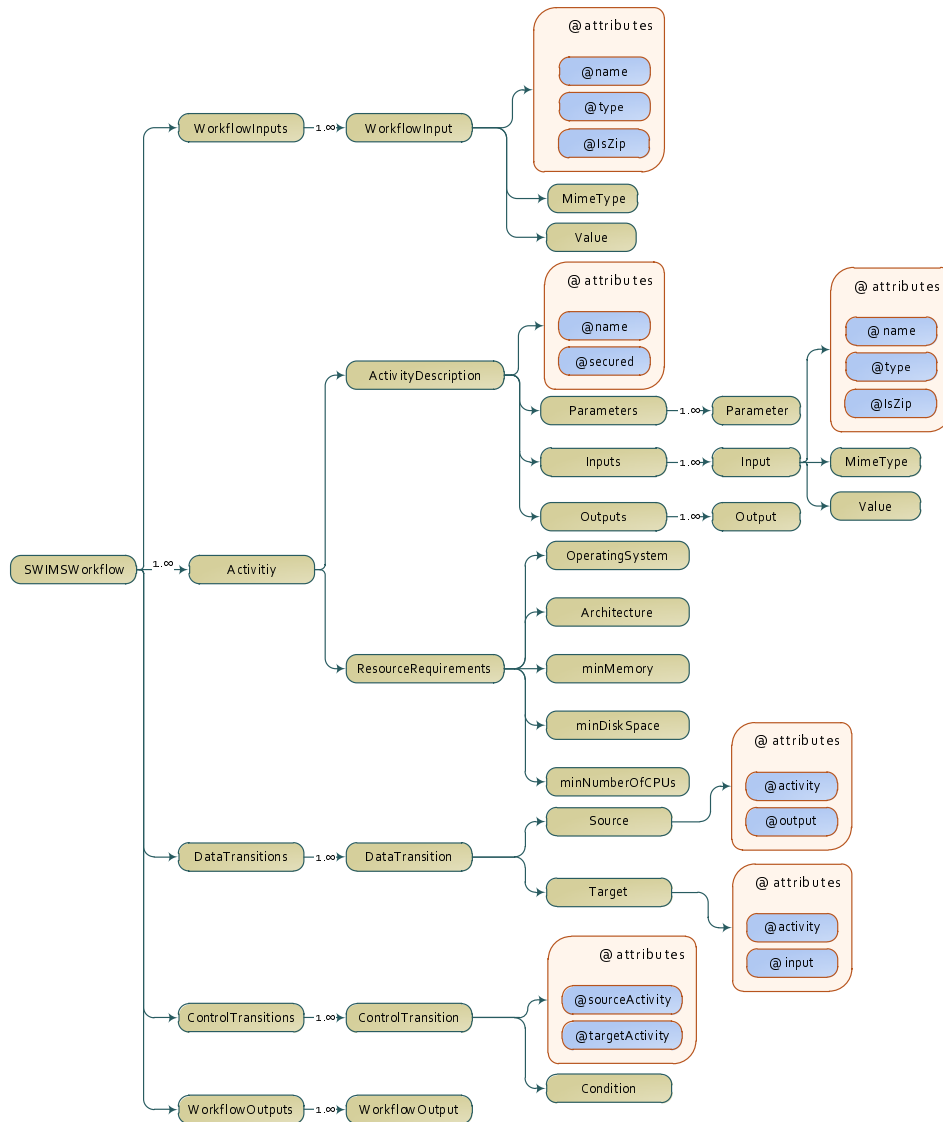 @attributes
@name
@type
@IsZip
WorkflowInputs
1.∞
WorkflowInput
MimeType
Value
@attributes
@name
@secured
@attributes
@name
@type
@IsZip
ActivityDescription
Parameters
1.∞
Parameter
Inputs
1.∞
Input
MimeType
Value
Outputs
1.∞
Output
SWIMSWorkflow
1.∞
Activitiy
OperatingSystem
Architecture
ResourceRequirements
minMemory
minDiskSpace
minNumberOfCPUs
@attributes
@activity
@output
Source
DataTransitions
1.∞
DataTransition
Target
@attributes
@activity
@input
@attributes
@sourceActivity
@targetActivity
ControlTransitions
1.∞
ControlTransition
Condition
WorkflowOutputs
1.∞
WorkflowOutput